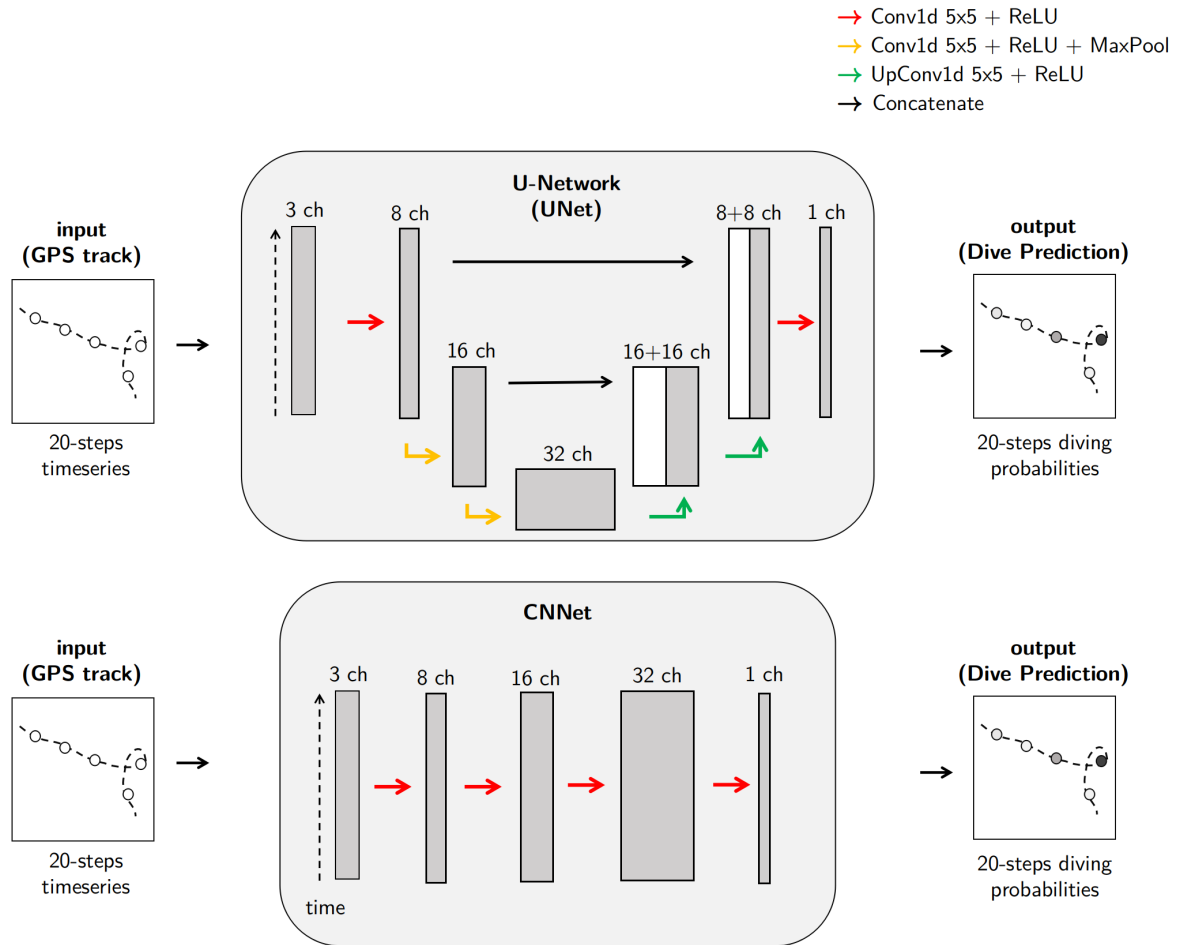 Conv1d 5x5 + ReLU
Conv1d 5x5 + ReLU + MaxPool
UpConv1d 5x5 + ReLU
Concatenate
U-Network
(UNet)
3 ch
8 ch
8+8 ch
1 ch
input
(GPS track)
output
(Dive Prediction)
16 ch
16+16 ch
20-steps
timeseries
32 ch
20-steps diving
probabilities
CNNet
input
(GPS track)
output
(Dive Prediction)
3 ch
8 ch
16 ch
32 ch
1 ch
20-steps
timeseries
20-steps diving
probabilities
time